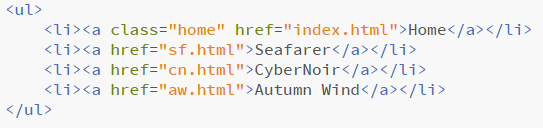 <ul>
    <li><a class="home" href="index.html">Home</a></li>
    <li><a href="sf.html">Seafarer</a></li>
    <li><a href="cn.html">CyberNoir</a></li>
    <li><a href="aw.html">Autumn Wind</a></li>
</ul>